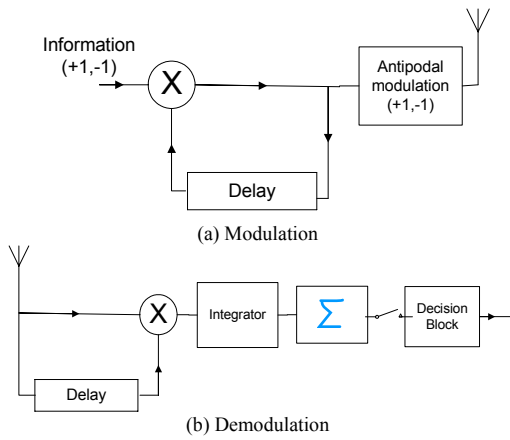 Information
(+1,-1)
X
Antipodal
modulation
(+1,-1)
Delay
(a) Modulation
X
Integrator
Σ
Decision
Block
Delay
(b) Demodulation